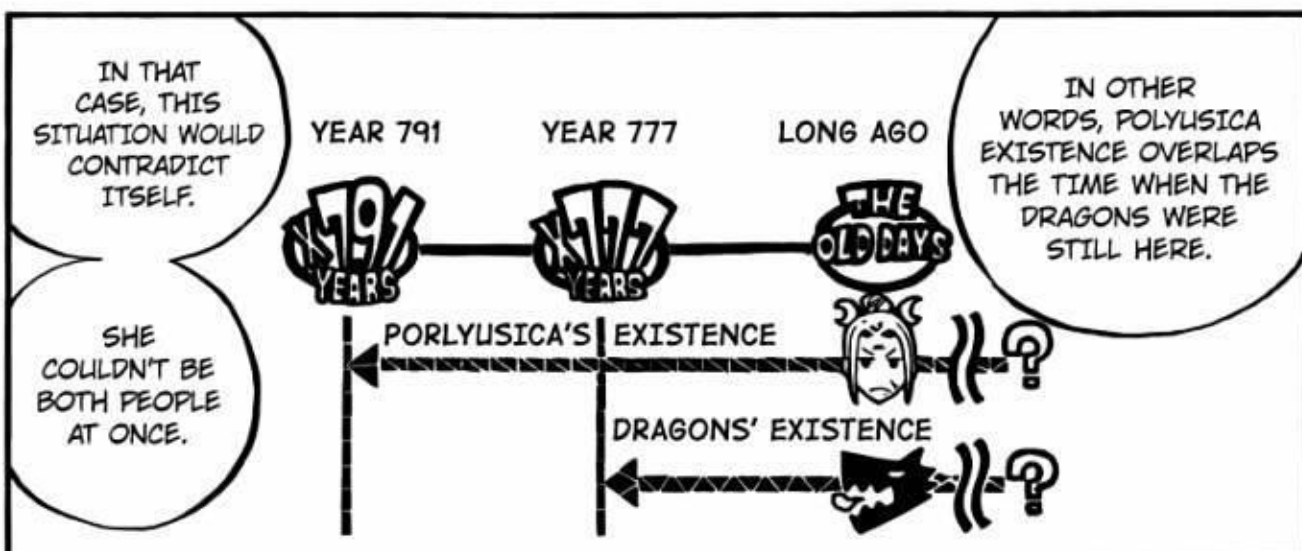 IN OTHER
WORDS, POLYUSICA
EXISTENCE OVERLAPS
THE TIME WHEN THE
DRAGONS WERE
STILL HERE.
IN THAT
CASE, THIS
SITUATION WOULD
CONTRADICT
ITSELF.
SHE
COULDN'T BE
BOTH PEOPLE
AT ONCE.
YEAR 791
YEAR 777
LONG AGO
X791
YEARS
X777
YEARS
THE
OLD DAYS
PORLYUSICA'S EXISTENCE
?
DRAGONS' EXISTENCE
?